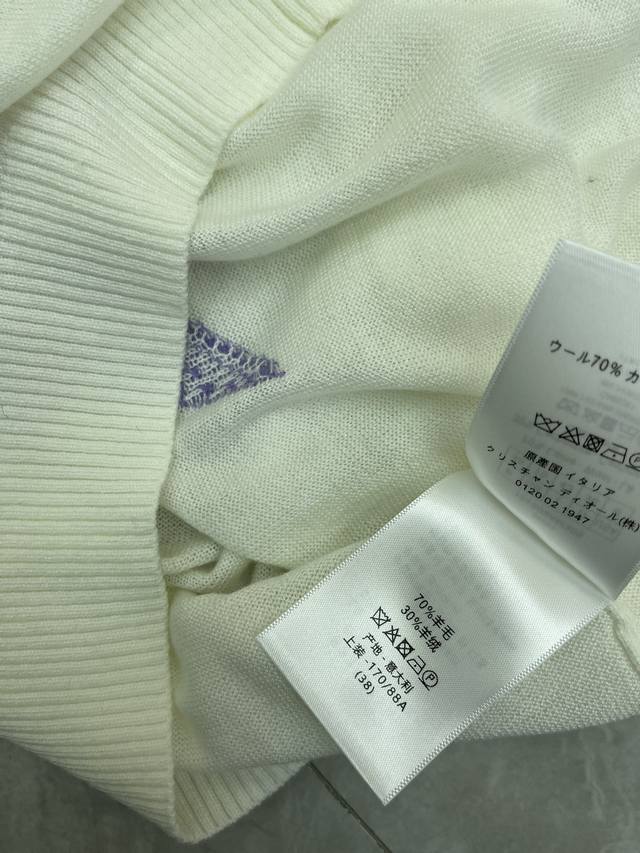 ウール70% カ
原産国 イタリア
クリスチャン ディオール(株)
0120 02 1947
70%羊毛
30%羊绒
产地 - 意大利
上装 -170/88A
(38)